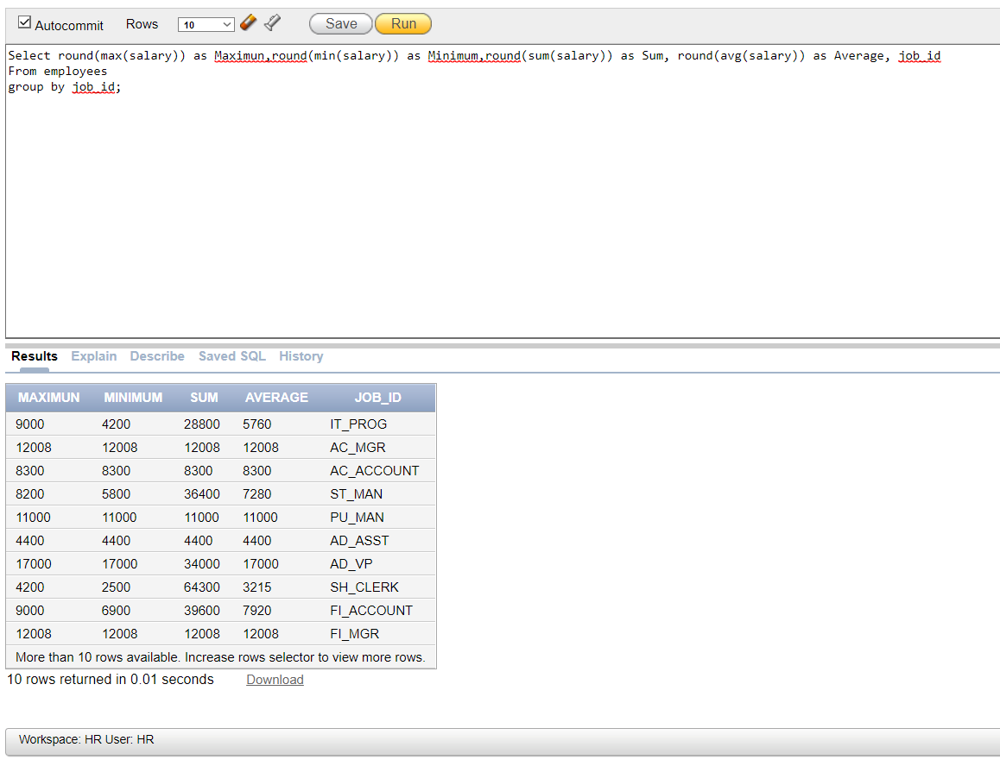 Autocommit Rows 10 Save Run
Select round(max(salary)) as Maximun,round(min(salary)) as Minimum,round(sum(salary)) as Sum, round(avg(salary)) as Average, job_id
From employees
group by job_id;
Results Explain Describe Saved SQL History
MAXIMUN MINIMUM SUM AVERAGE JOB_ID
9000 4200 28800 5760 IT_PROG
12008 12008 12008 12008 AC_MGR
8300 8300 8300 8300 AC_ACCOUNT
8200 5800 36400 7280 ST_MAN
11000 11000 11000 11000 PU_MAN
4400 4400 4400 4400 AD_ASST
17000 17000 34000 17000 AD_VP
4200 2500 64300 3215 SH_CLERK
9000 6900 39600 7920 FI_ACCOUNT
12008 12008 12008 12008 FI_MGR
More than 10 rows available. Increase rows selector to view more rows.
10 rows returned in 0.01 seconds Download
Workspace: HR User: HR